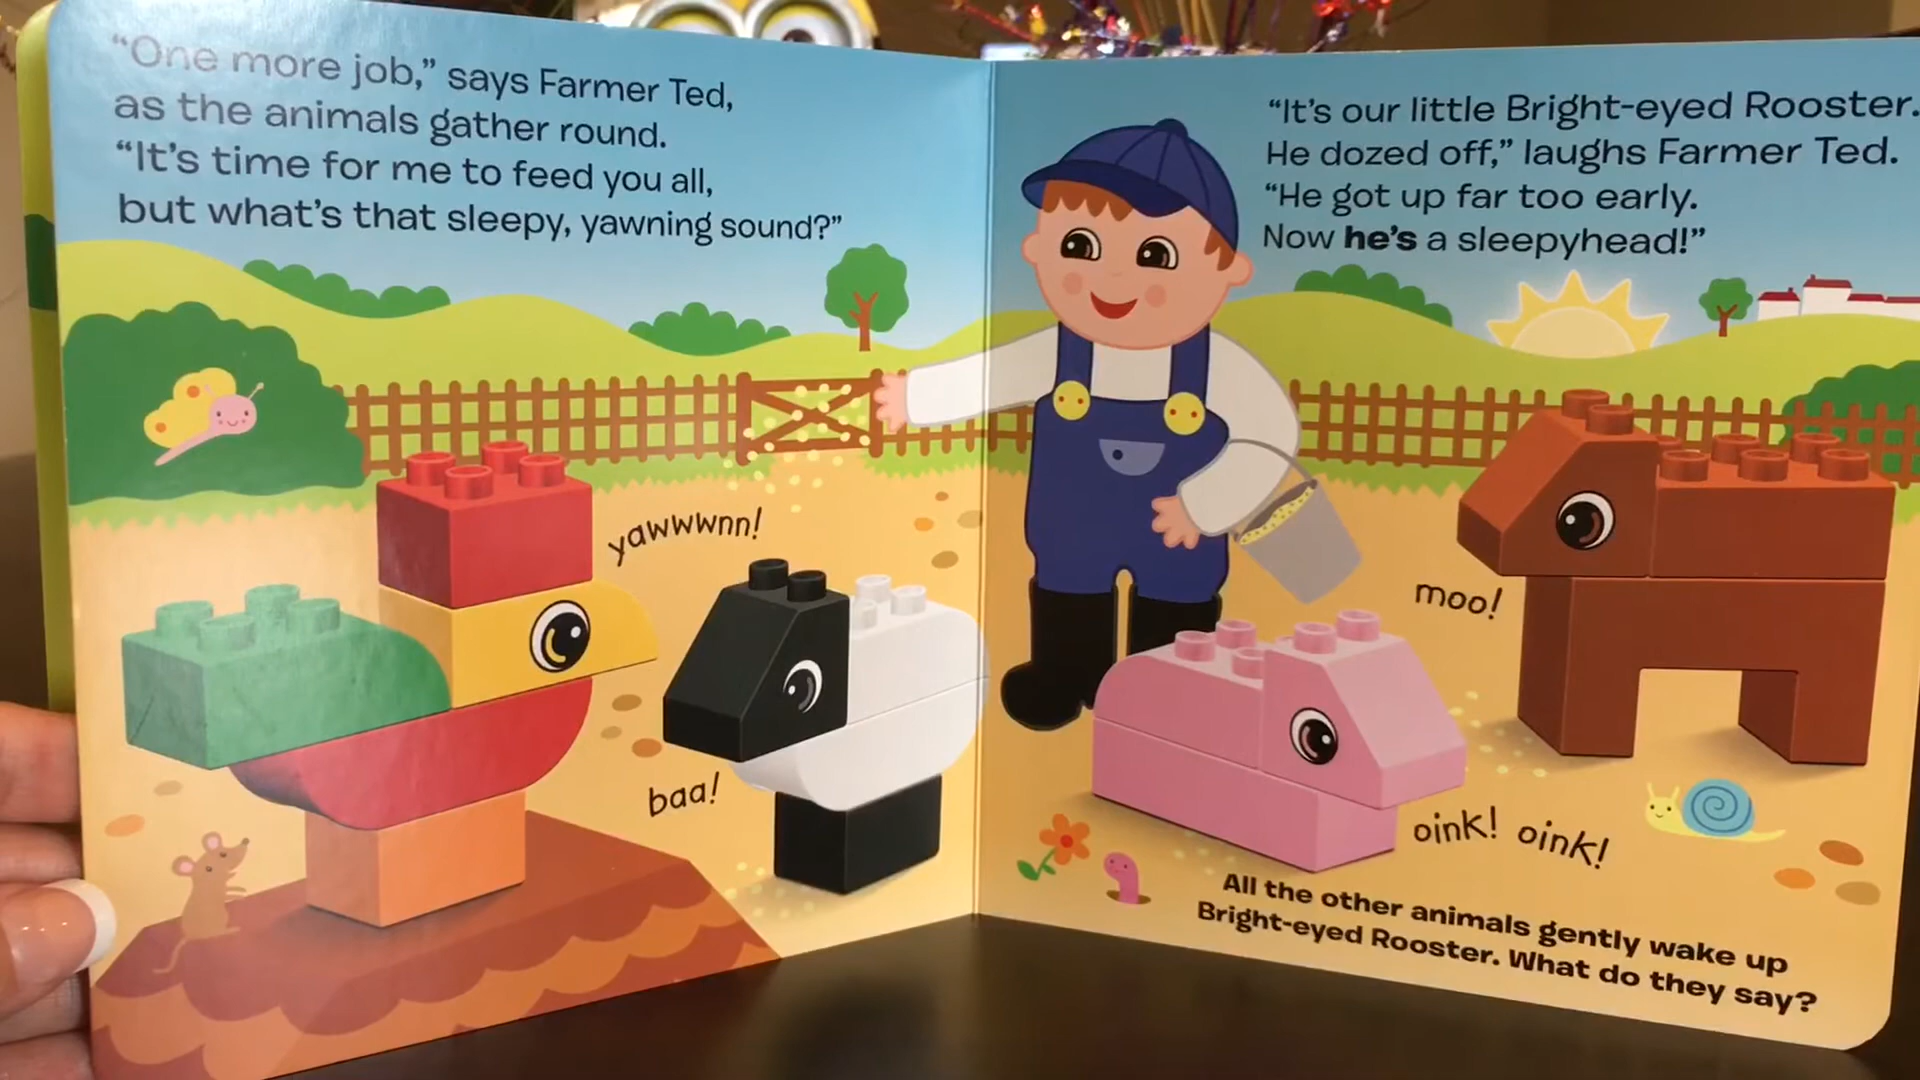 “One more job,” says Farmer Ted,
as the animals gather round.
“It’s time for me to feed you all,
but what’s that sleepy, yawning sound?”
yawwwnn!
baa!
“It’s our little Bright-eyed Rooster.
He dozed off,” laughs Farmer Ted.
“He got up far too early.
Now he’s a sleepyhead!”
moo!
oink! oink!
All the other animals gently wake up
Bright-eyed Rooster. What do they say?